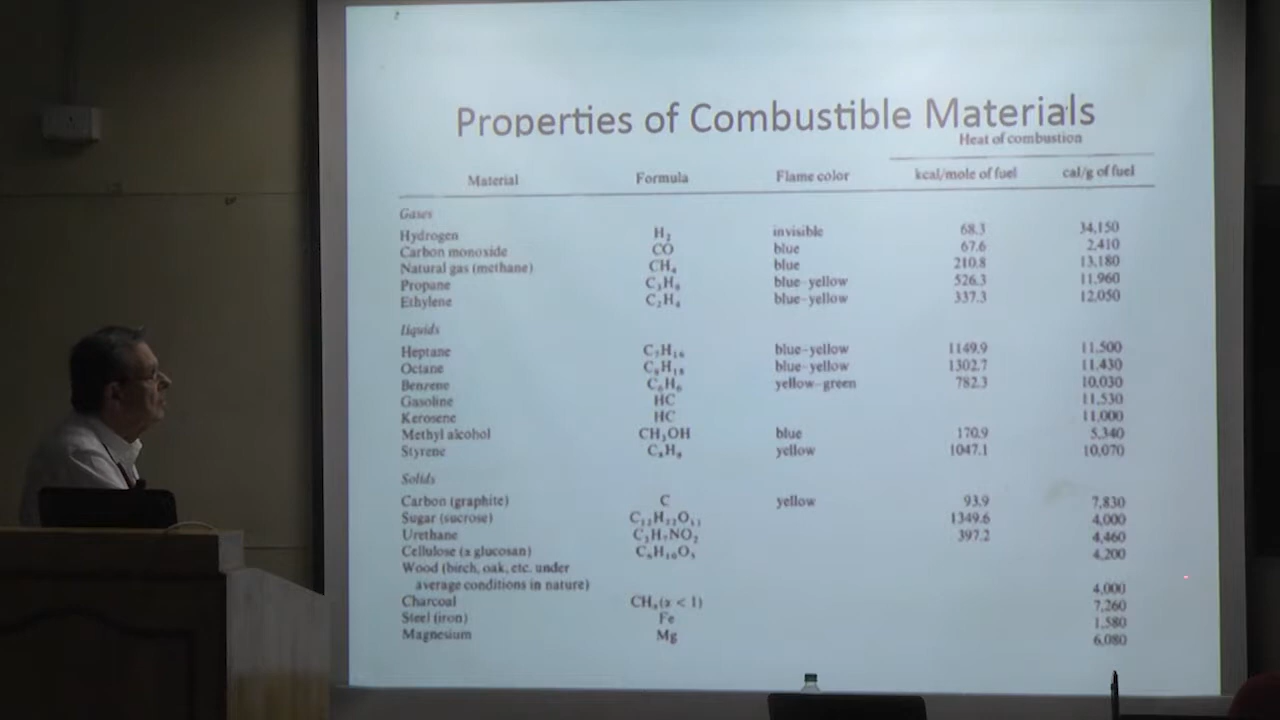 Properties of Combustible Materials
Heat of combustion
Material Formula Flame color kcal/mole of fuel cal/g of fuel
Gases
Hydrogen H₂ invisible 68.3 34,150
Carbon monoxide CO blue 67.6 2,410
Natural gas (methane) CH₄ blue 210.8 13,180
Propane C₃H₈ blue-yellow 526.3 11,960
Ethylene C₂H₄ blue-yellow 337.3 12,050
Liquids
Heptane C₇H₁₆ blue-yellow 1149.9 11,500
Octane C₈H₁₈ blue-yellow 1302.7 11,430
Benzene C₆H₆ yellow-green 782.3 10,030
Gasoline HC 11,530
Kerosene HC 11,000
Methyl alcohol CH₃OH blue 170.9 5,340
Styrene C₈H₈ yellow 1047.1 10,070
Solids
Carbon (graphite) C yellow 93.9 7,830
Sugar (sucrose) C₁₂H₂₂O₁₁ 1349.6 4,000
Urethane C₃H₇NO₂ 397.2 4,460
Cellulose (α glucosan) C₆H₁₀O₅ 4,200
Wood (birch, oak, etc. under
average conditions in nature) 4,000
Charcoal CHₓ(x < 1) 7,260
Steel (iron) Fe 1,580
Magnesium Mg 6,080